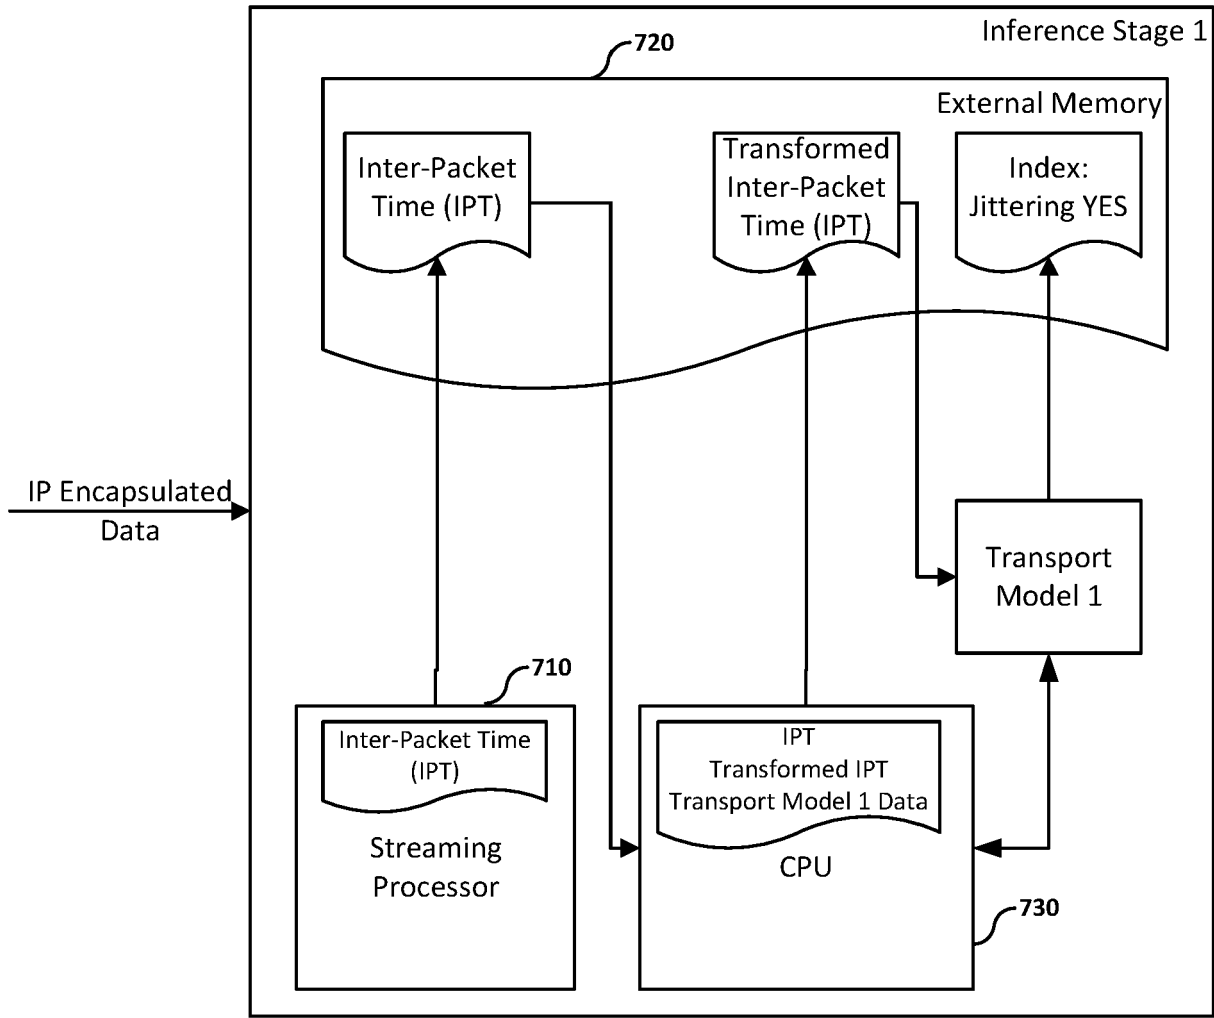 Inference Stage 1
720
External Memory
Inter-Packet
Time (IPT)
Transformed
Inter-Packet
Time (IPT)
Index:
Jittering YES
IP Encapsulated
Data
Transport
Model 1
710
Inter-Packet Time
(IPT)
Streaming
Processor
IPT
Transformed IPT
Transport Model 1 Data
CPU
730